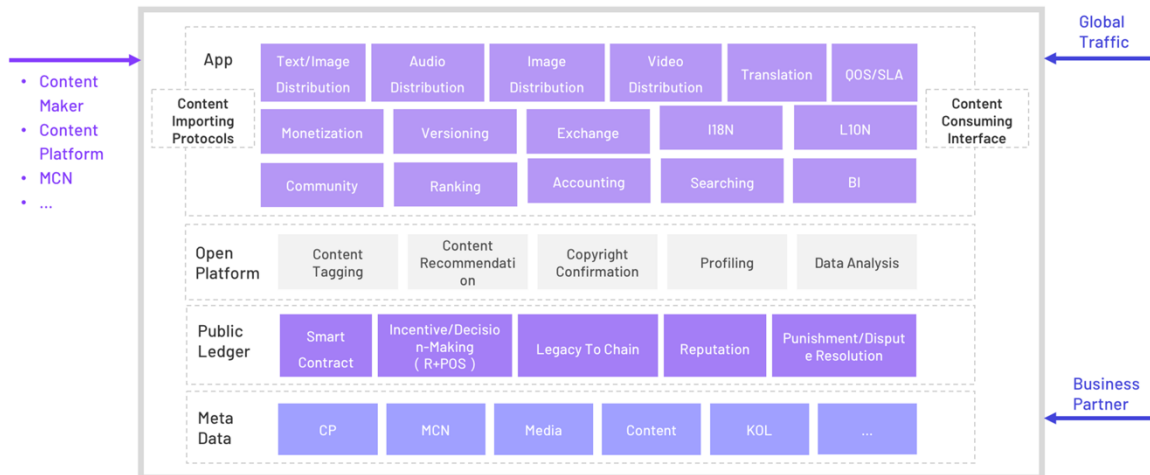 Global
Traffic
• Content
Maker
• Content
Platform
• MCN
• ...
App
Text/Image
Distribution
Audio
Distribution
Image
Distribution
Video
Distribution
Translation
QOS/SLA
Content
Importing
Protocols
Monetization
Versioning
Exchange
I18N
L10N
Content
Consuming
Interface
Community
Ranking
Accounting
Searching
BI
Open
Platform
Content
Tagging
Content
Recommendati
on
Copyright
Confirmation
Profiling
Data Analysis
Public
Ledger
Smart
Contract
Incentive/Decisio
n-Making
( R+POS )
Legacy To Chain
Reputation
Punishment/Disput
e Resolution
Business
Partner
Meta
Data
CP
MCN
Media
Content
KOL
...